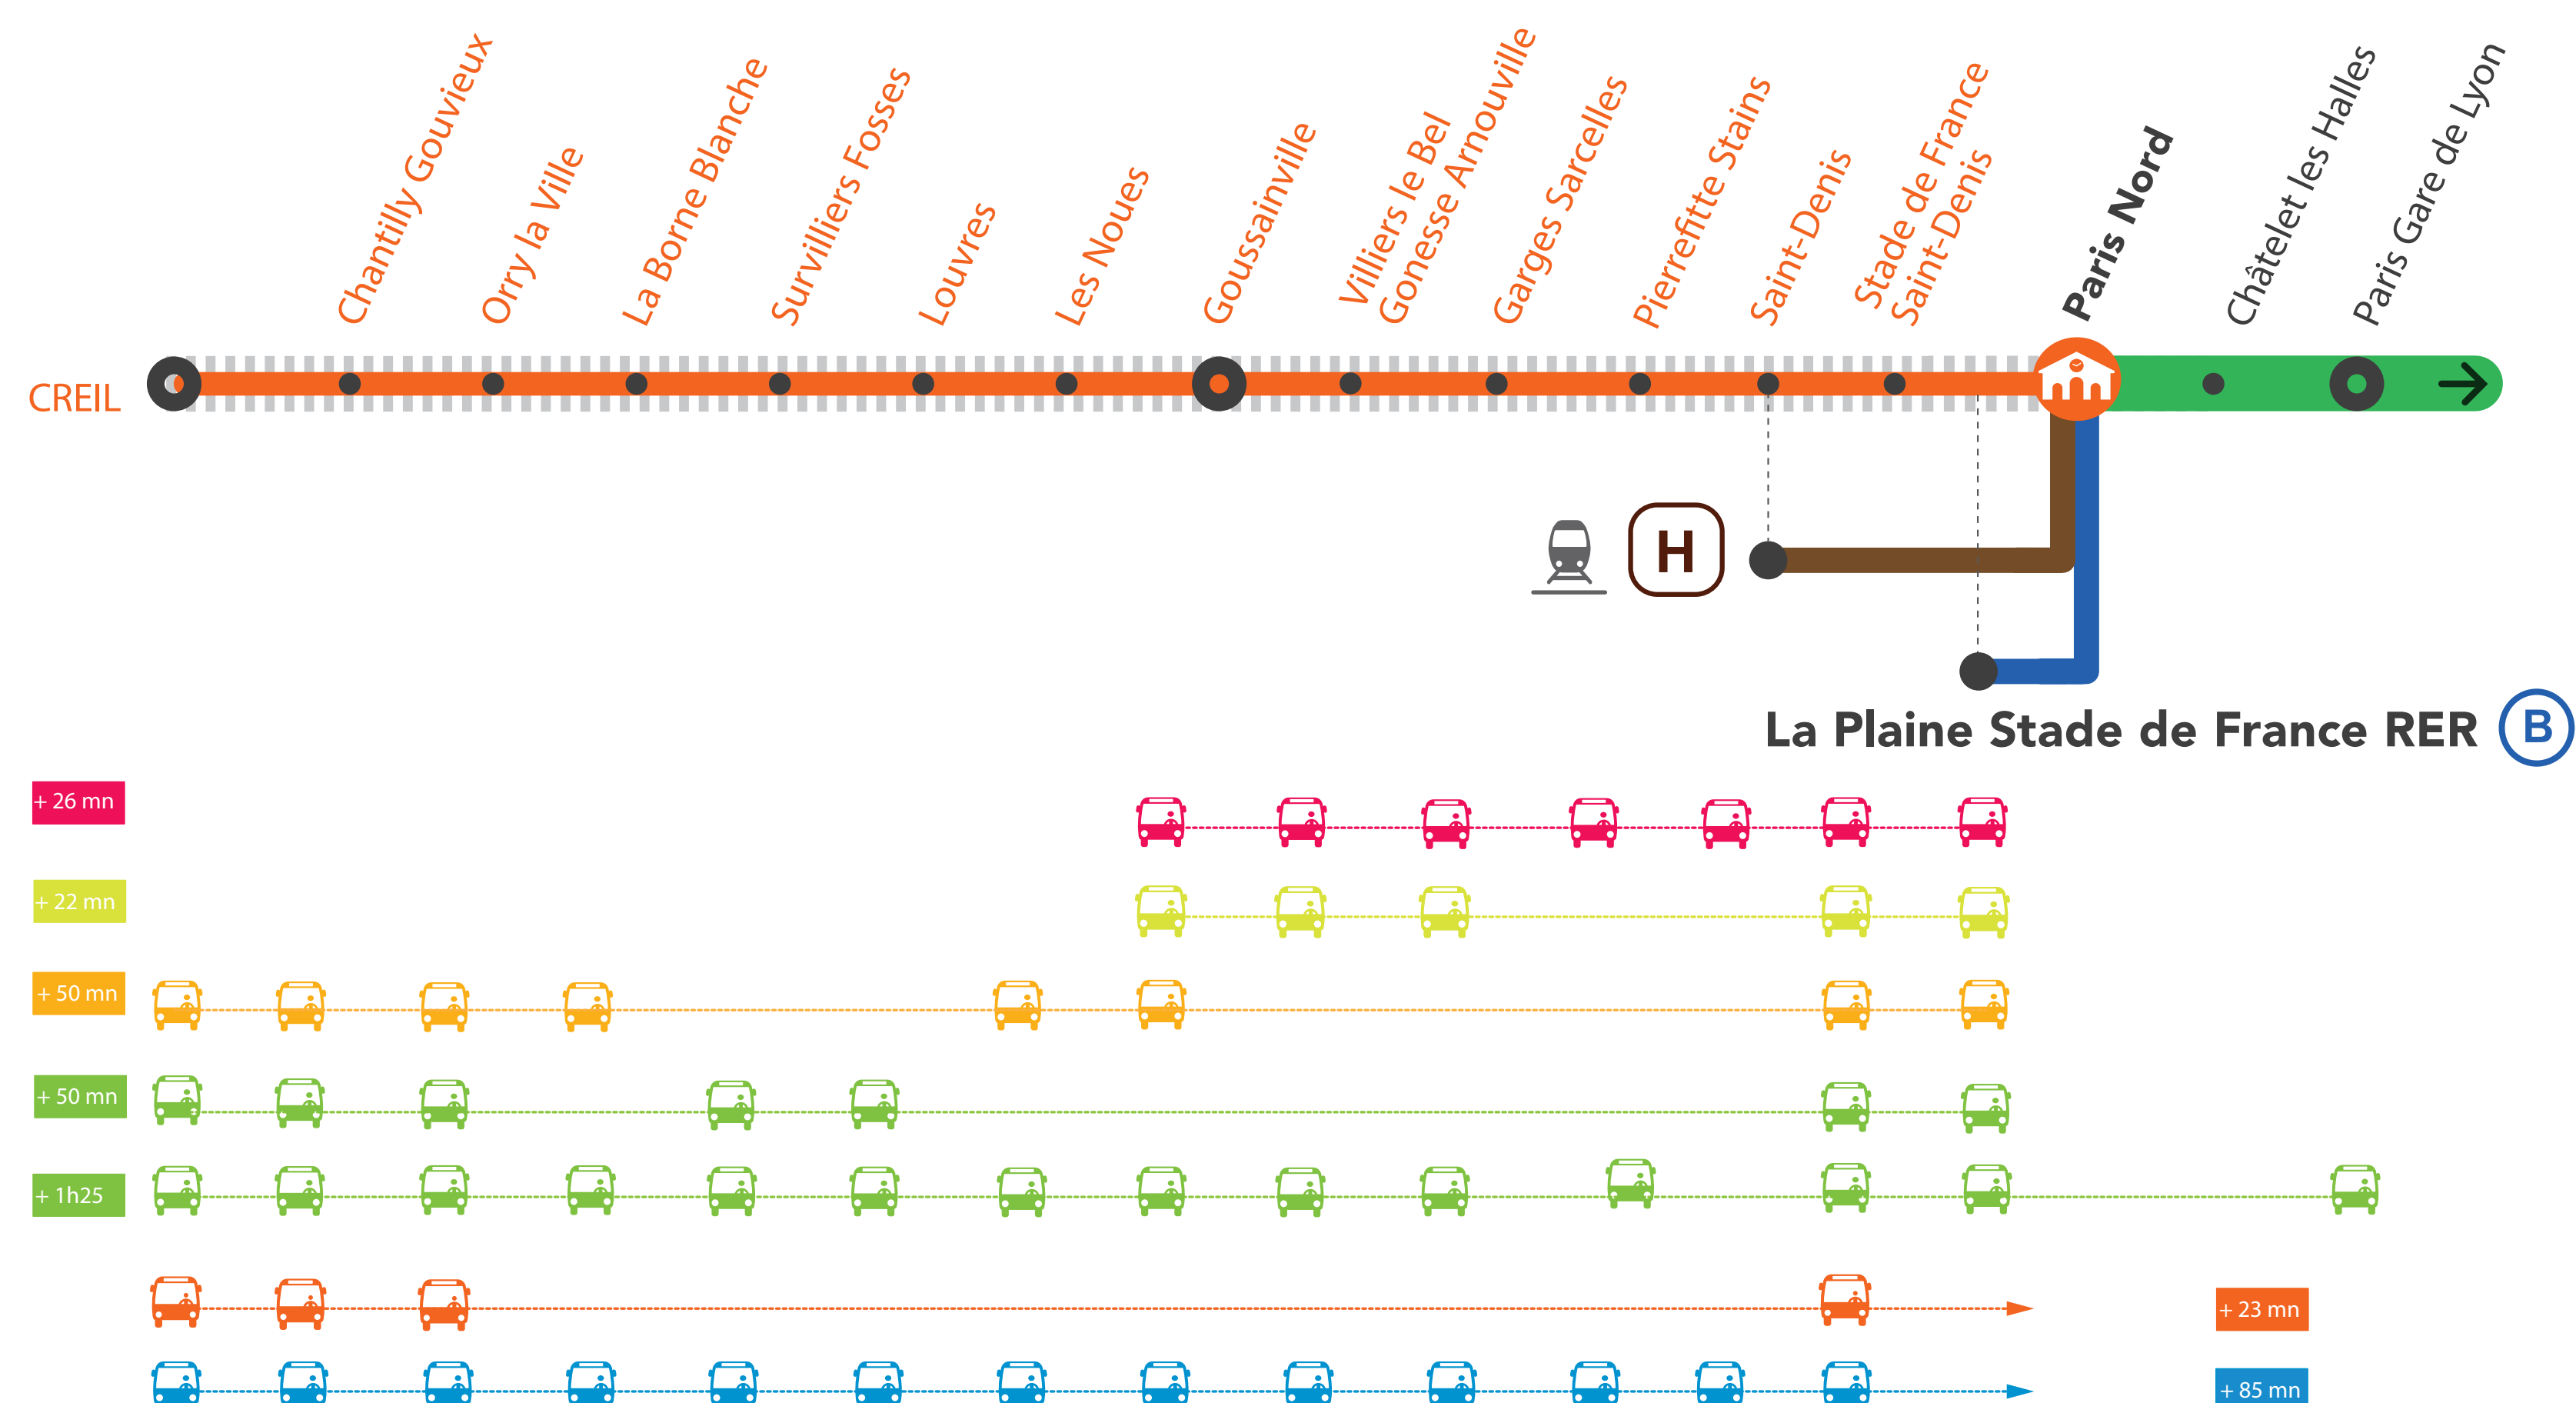 Chantilly Gouvieux
Orry la Ville
La Borne Blanche
Survilliers Fosses
Louvres
Les Noues
Goussainville
Villiers le Bel
Gonesse Arnouville
Garges Sarcelles
Pierrefitte Stains
Saint-Denis
Stade de France
Saint-Denis
Paris Nord
Châtelet les Halles
Paris Gare de Lyon
CREIL
H
La Plaine Stade de France RER B
+ 26 mn
+ 22 mn
+ 50 mn
+ 50 mn
+ 1h25
+ 23 mn
+ 85 mn